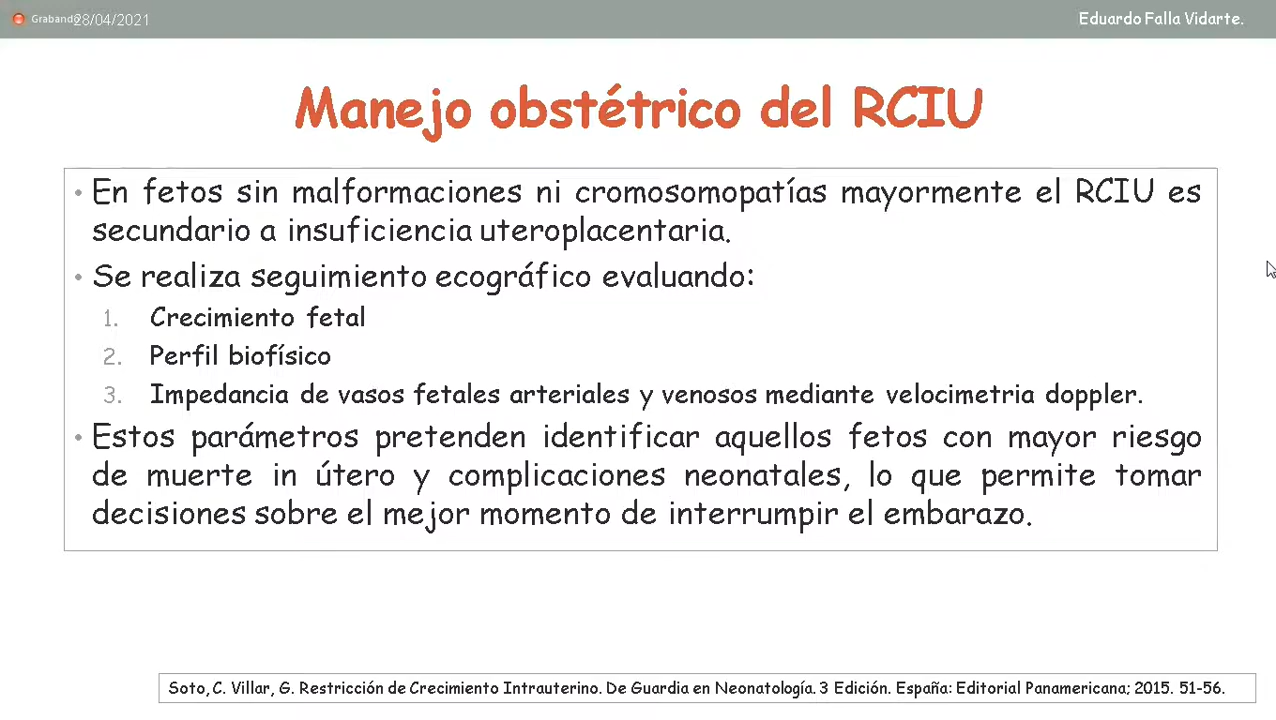 Grabando 28/04/2021
Eduardo Falla Vidarte.
Manejo obstétrico del RCIU
• En fetos sin malformaciones ni cromosomopatías mayormente el RCIU es
secundario a insuficiencia uteroplacentaria.
• Se realiza seguimiento ecográfico evaluando:
1. Crecimiento fetal
2. Perfil biofísico
3. Impedancia de vasos fetales arteriales y venosos mediante velocimetria doppler.
• Estos parámetros pretenden identificar aquellos fetos con mayor riesgo
de muerte in útero y complicaciones neonatales, lo que permite tomar
decisiones sobre el mejor momento de interrumpir el embarazo.
Soto, C. Villar, G. Restricción de Crecimiento Intrauterino. De Guardia en Neonatología. 3 Edición. España: Editorial Panamericana; 2015. 51-56.